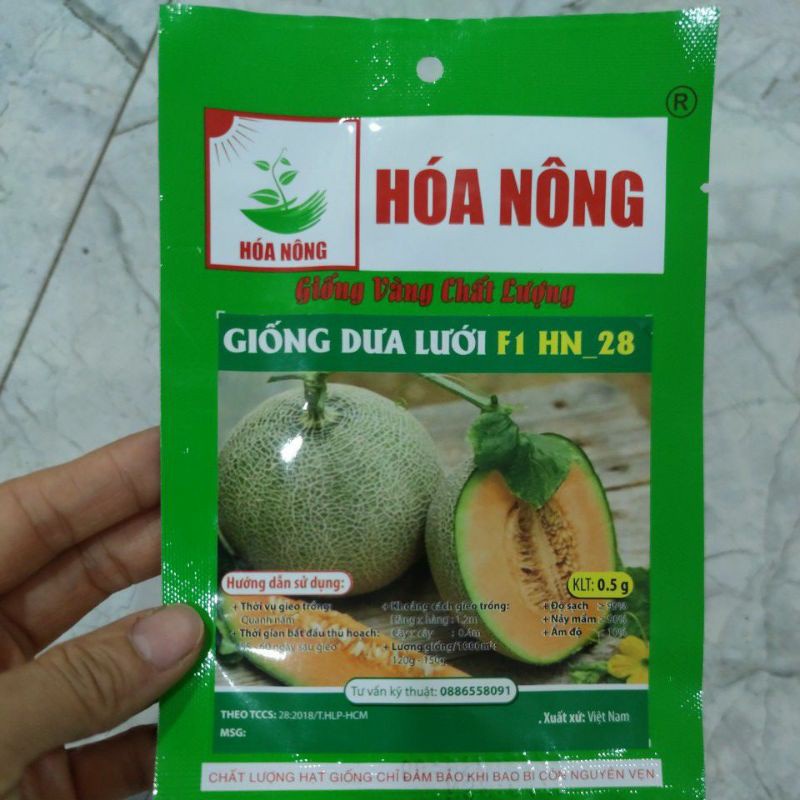 ®
HÓA NÔNG
HÓA NÔNG
Giống Vàng Chất Lượng
GIỐNG DƯA LƯỚI F1 HN_28
Hướng dẫn sử dụng:
KLT: 0.5 g
+ Thời vụ gieo trồng:
Quanh năm
+ Thời gian bắt đầu thu hoạch:
60 ngày sau gieo
+ Khoảng cách gieo trồng:
Hàng x hàng : 1.2m
Cây x cây : 0.4m
+ Lượng giống/1000m²:
120g - 150g
+ Độ sạch
+ Nảy mầm
+ Ẩm độ 10%
Tư vấn kỹ thuật: 0886558091
THEO TCCS: 28:2018/T.HLP-HCM
. Xuất xứ: Việt Nam
MSG:
CHẤT LƯỢNG HẠT GIỐNG CHỈ ĐẢM BẢO KHI BAO BÌ CÒN NGUYÊN VẸN.